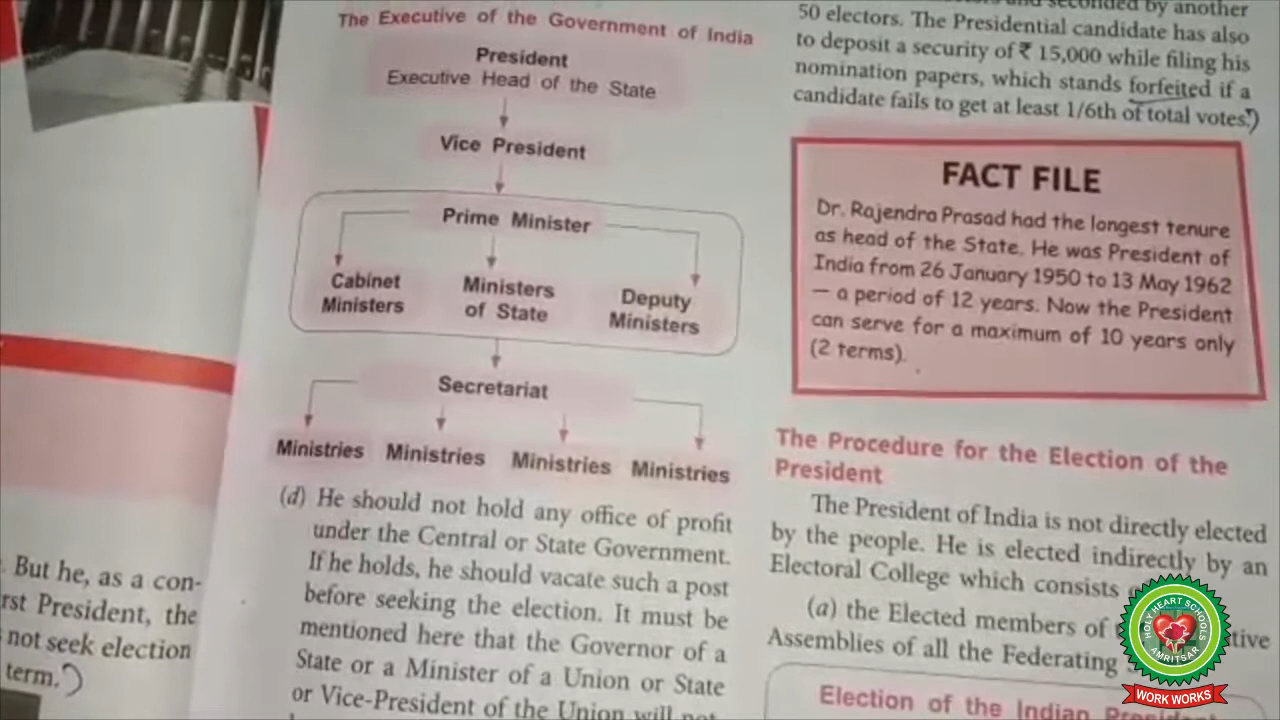 . But he, as a con-
rst President, the
not seek election
term.)
The Executive of the Government of India
President
Executive Head of the State
Vice President
Prime Minister
Cabinet
Ministers
Ministers
of State
Deputy
Ministers
Secretariat
Ministries Ministries Ministries Ministries
(d) He should not hold any office of profit
under the Central or State Government.
If he holds, he should vacate such a post
before seeking the election. It must be
mentioned here that the Governor of a
State or a Minister of a Union or State
or Vice-President of the Union will not
seconded by another
50 electors. The Presidential candidate has also
to deposit a security of ₹ 15,000 while filing his
nomination papers, which stands forfeited if a
candidate fails to get at least 1/6th of total votes.)
FACT FILE
Dr. Rajendra Prasad had the longest tenure
as head of the State. He was President of
India from 26 January 1950 to 13 May 1962
— a period of 12 years. Now the President
can serve for a maximum of 10 years only
(2 terms).
The Procedure for the Election of the
President
The President of India is not directly elected
by the people. He is elected indirectly by an
Electoral College which consists
(a) the Elected members of tive
Assemblies of all the Federating
Election of the Indian
HOLY HEART SCHOOLS
AMRITSAR
WORK WORKS